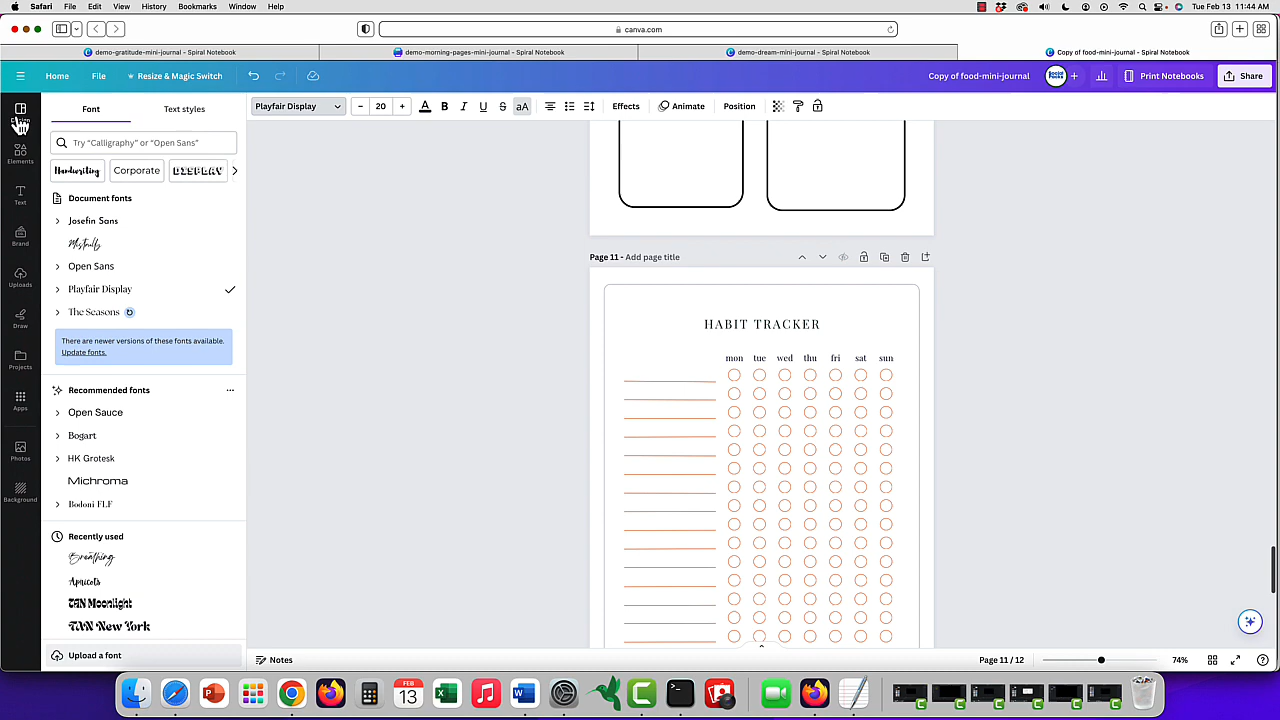 Safari File Edit View History Bookmarks Window Help Tue Feb 13 11:44 AM
canva.com
demo-gratitude-mini-journal - Spiral Notebook demo-morning-pages-mini-journal - Spiral Notebook demo-dream-mini-journal - Spiral Notebook Copy of food-mini-journal - Spiral Notebook
Home File Resize & Magic Switch Copy of food-mini-journal Print Notebooks Share
Playfair Display – 20 + A B I U S aA Effects Animate Position
Elements
Text
Brand
Uploads
Draw
Projects
Apps
Photos
Background
Font Text styles
Try "Calligraphy" or "Open Sans"
Handwriting Corporate DISPLAY
Document fonts
Josefin Sans
Mistrully
Open Sans
Playfair Display
The Seasons
There are newer versions of these fonts available.
Update fonts.
Recommended fonts
Open Sauce
Bogart
HK Grotesk
Michroma
Bodoni FLF
Recently used
Breathing
Apricots
TAN Moonlight
TAN New York
Upload a font
Page 11 - Add page title
HABIT TRACKER
mon tue wed thu fri sat sun
Notes Page 11 / 12 74%
FEB
13